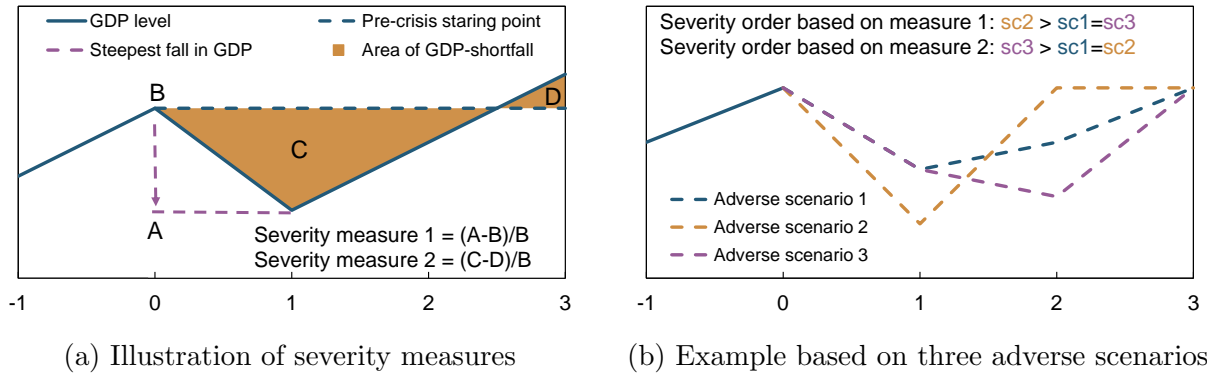 GDP level
Pre-crisis staring point
Steepest fall in GDP
Area of GDP-shortfall
B
D
C
A
Severity measure 1 = (A-B)/B
Severity measure 2 = (C-D)/B
-1 0 1 2 3
(a) Illustration of severity measures
Severity order based on measure 1: sc2 > sc1=sc3
Severity order based on measure 2: sc3 > sc1=sc2
Adverse scenario 1
Adverse scenario 2
Adverse scenario 3
-1 0 1 2 3
(b) Example based on three adverse scenarios